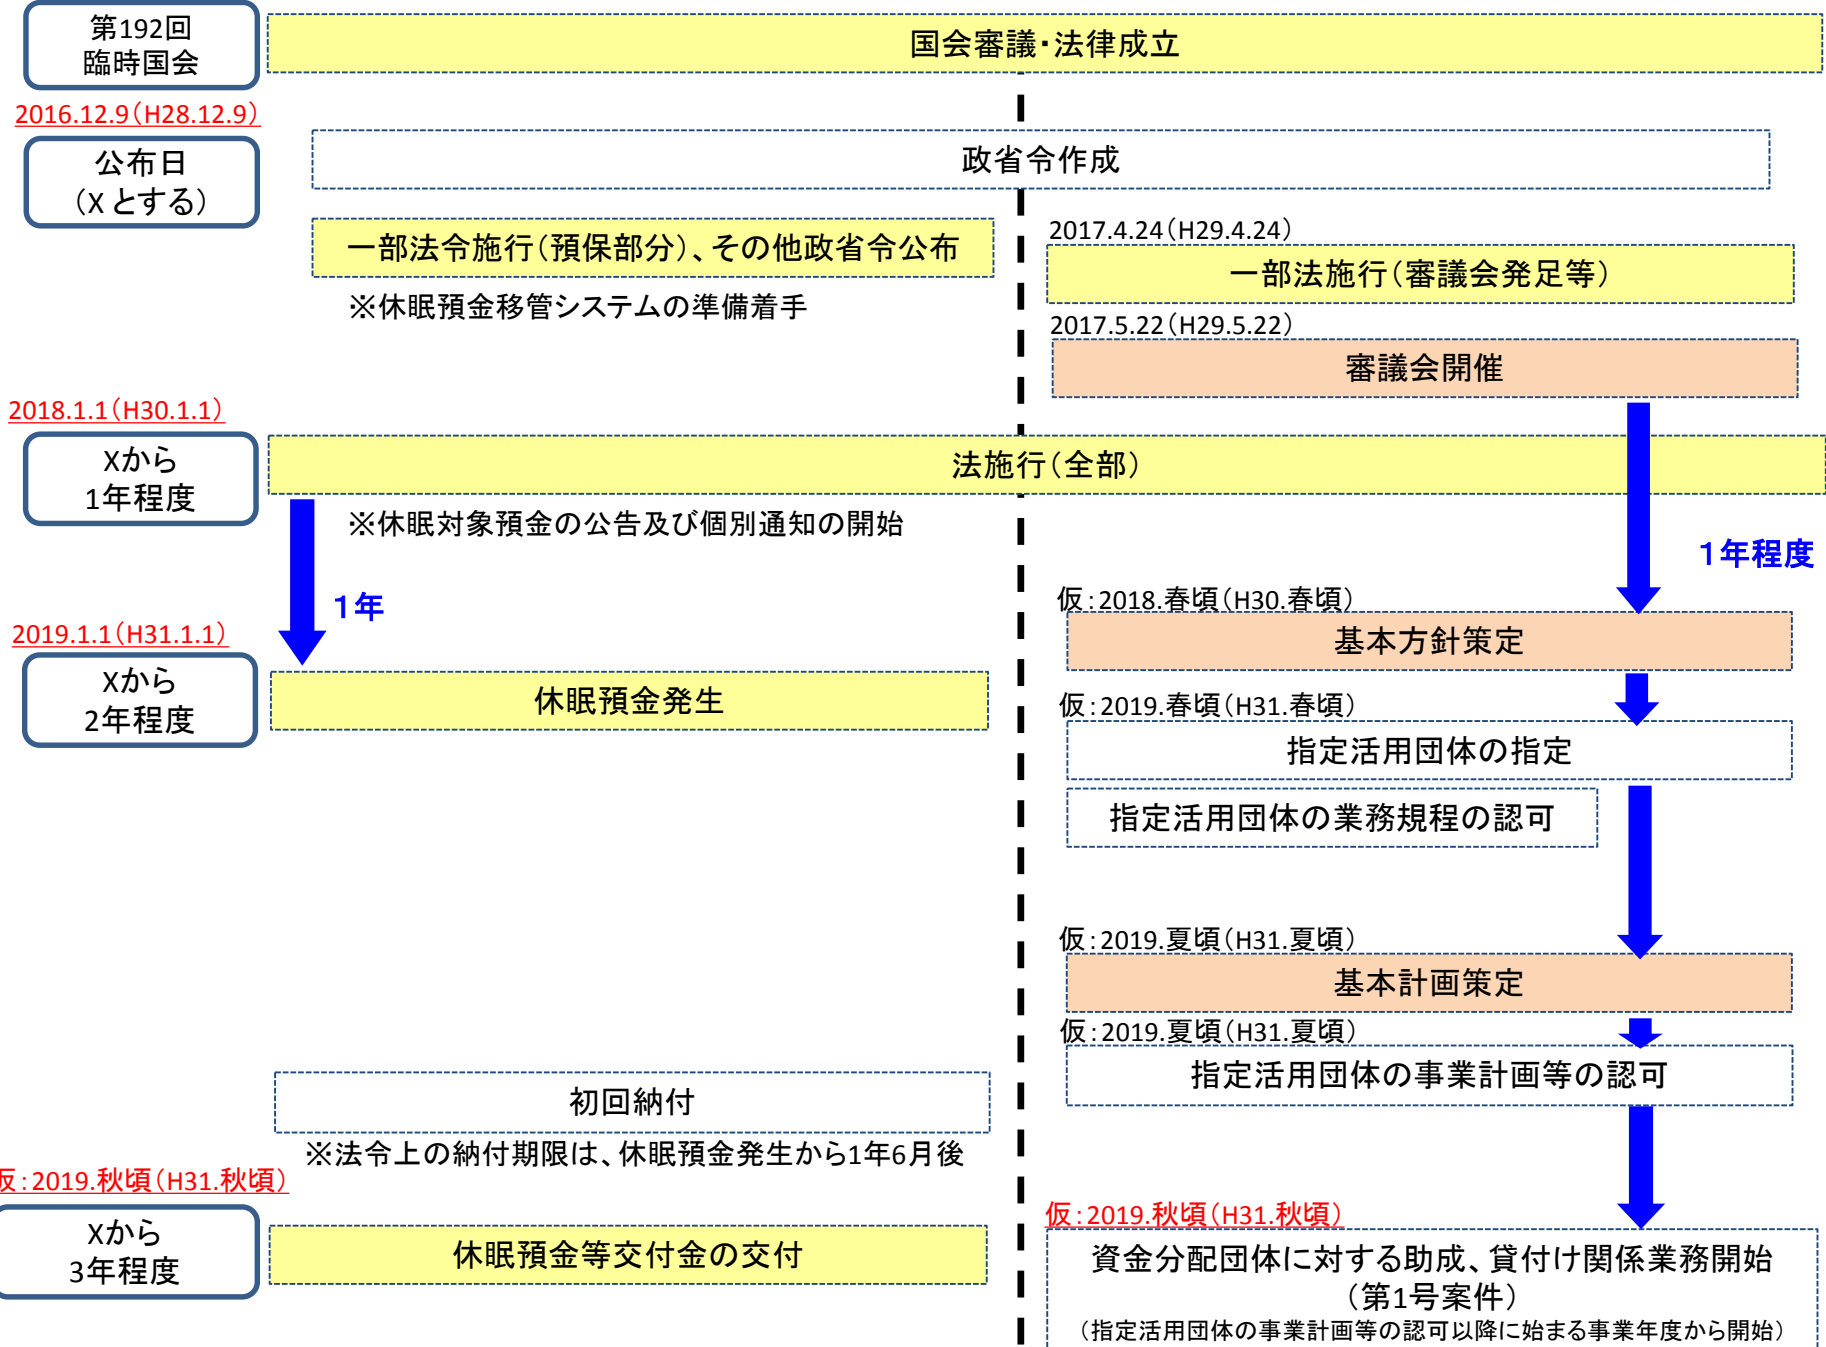 第192回
臨時国会
国会審議・法律成立
2016.12.9（H28.12.9）
公布日
（X とする）
政省令作成
一部法令施行（預保部分）、その他政省令公布
※休眠預金移管システムの準備着手
2017.4.24（H29.4.24）
一部法施行（審議会発足等）
2017.5.22（H29.5.22）
審議会開催
2018.1.1（H30.1.1）
Xから
1年程度
法施行（全部）
※休眠対象預金の公告及び個別通知の開始
１年
１年程度
仮：2018.春頃（H30.春頃）
基本方針策定
2019.1.1（H31.1.1）
Xから
2年程度
休眠預金発生
仮：2019.春頃（H31.春頃）
指定活用団体の指定
指定活用団体の業務規程の認可
仮：2019.夏頃（H31.夏頃）
基本計画策定
仮：2019.夏頃（H31.夏頃）
指定活用団体の事業計画等の認可
初回納付
※法令上の納付期限は、休眠預金発生から1年6月後
仮：2019.秋頃（H31.秋頃）
Xから
3年程度
休眠預金等交付金の交付
仮：2019.秋頃（H31.秋頃）
資金分配団体に対する助成、貸付け関係業務開始
（第1号案件）
（指定活用団体の事業計画等の認可以降に始まる事業年度から開始）